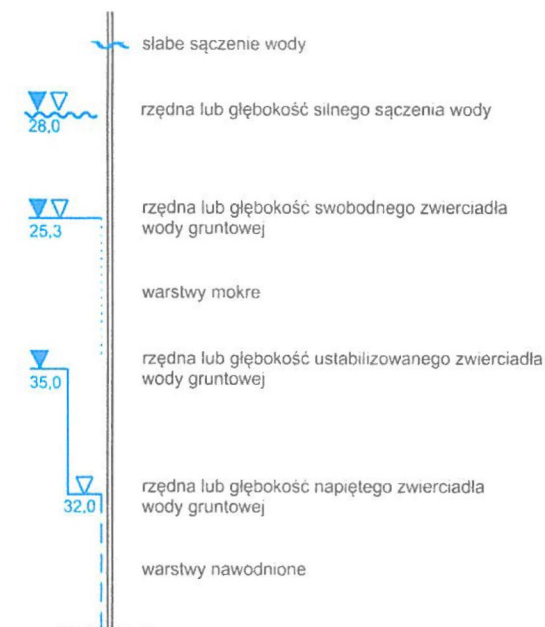 słabe sączenie wody
28,0
rzędna lub głębokość silnego sączenia wody
25,3
rzędna lub głębokość swobodnego zwierciadła
wody gruntowej
warstwy mokre
35,0
rzędna lub głębokość ustabilizowanego zwierciadła
wody gruntowej
32,0
rzędna lub głębokość napiętego zwierciadła
wody gruntowej
warstwy nawodnione